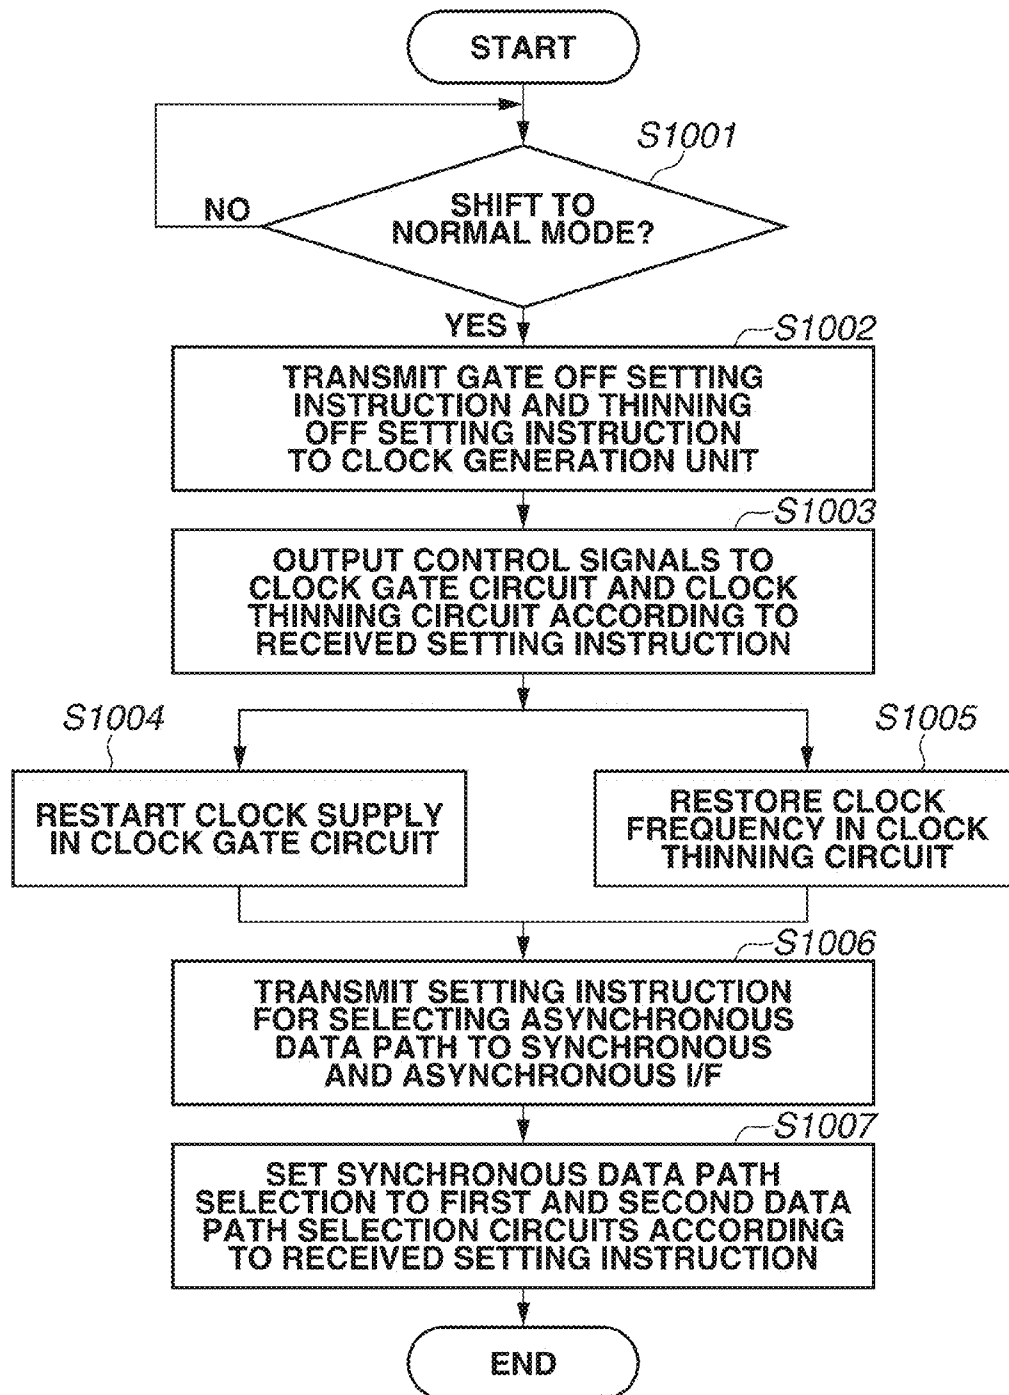 START
S1001
NO
SHIFT TO
NORMAL MODE?
YES
S1002
TRANSMIT GATE OFF SETTING
INSTRUCTION AND THINNING
OFF SETTING INSTRUCTION
TO CLOCK GENERATION UNIT
S1003
OUTPUT CONTROL SIGNALS TO
CLOCK GATE CIRCUIT AND CLOCK
THINNING CIRCUIT ACCORDING TO
RECEIVED SETTING INSTRUCTION
S1004
RESTART CLOCK SUPPLY
IN CLOCK GATE CIRCUIT
S1005
RESTORE CLOCK
FREQUENCY IN CLOCK
THINNING CIRCUIT
S1006
TRANSMIT SETTING INSTRUCTION
FOR SELECTING ASYNCHRONOUS
DATA PATH TO SYNCHRONOUS
AND ASYNCHRONOUS I/F
S1007
SET SYNCHRONOUS DATA PATH
SELECTION TO FIRST AND SECOND DATA
PATH SELECTION CIRCUITS ACCORDING
TO RECEIVED SETTING INSTRUCTION
END